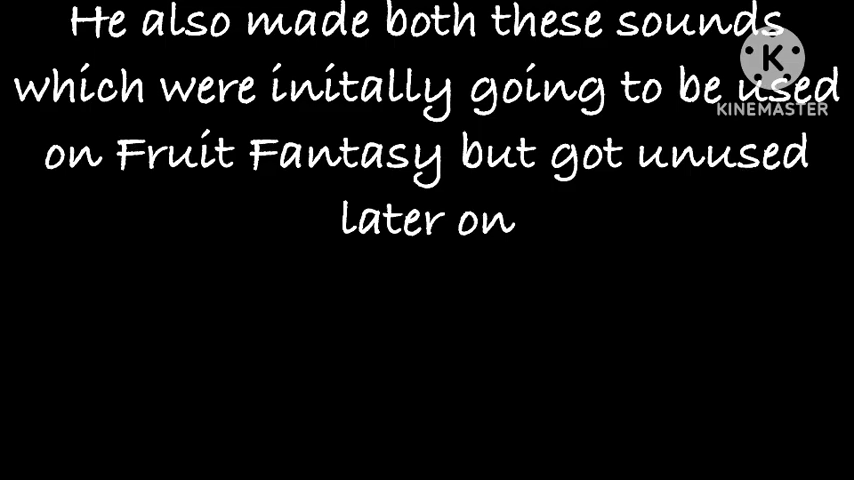 He also made both these sounds
which were initally going to be used
on Fruit Fantasy but got unused
later on
K
KINEMASTER